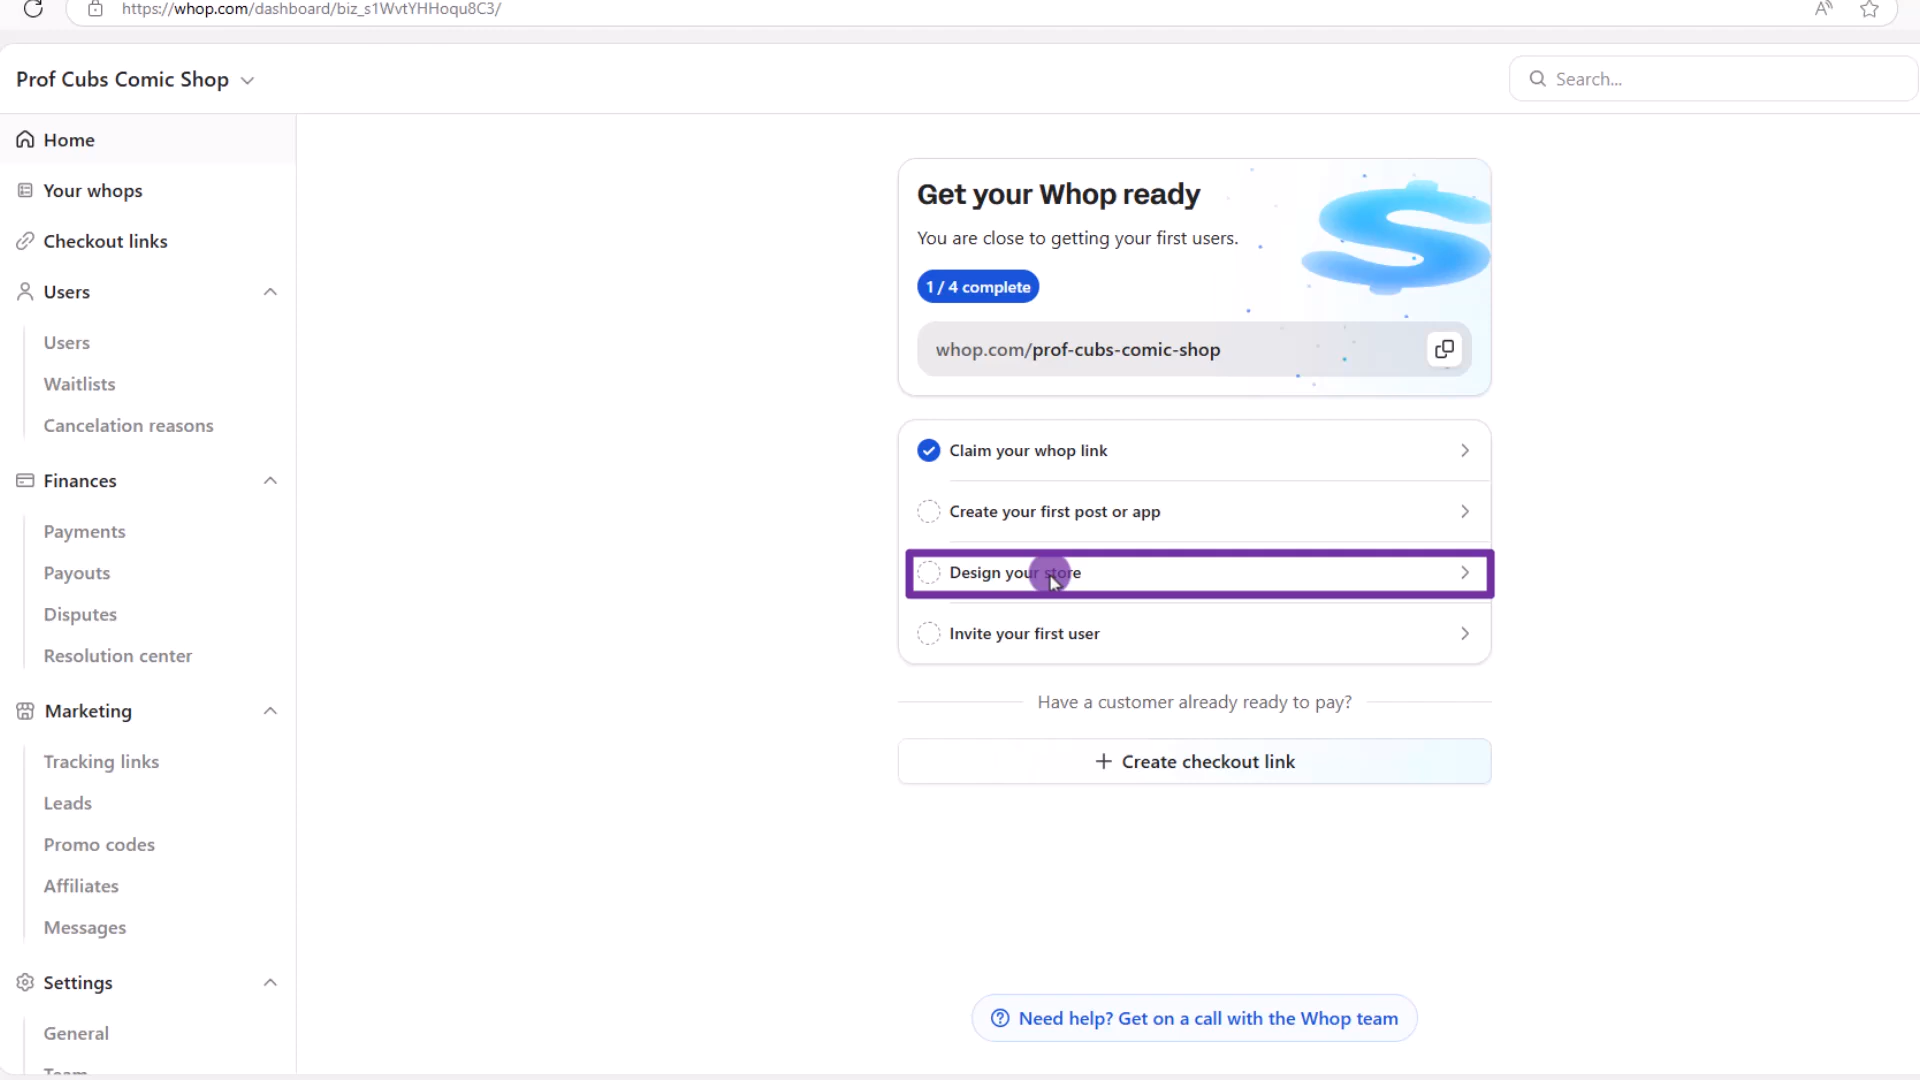 https://whop.com/dashboard/biz_s1WvtYHHoqu8C3/
Prof Cubs Comic Shop
Search...
Home
Your whops
Checkout links
Users
Users
Waitlists
Cancelation reasons
Finances
Payments
Payouts
Disputes
Resolution center
Marketing
Tracking links
Leads
Promo codes
Affiliates
Messages
Settings
General
Team
Get your Whop ready
You are close to getting your first users.
1 / 4 complete
whop.com/prof-cubs-comic-shop
Claim your whop link
Create your first post or app
Design your store
Invite your first user
Have a customer already ready to pay?
+ Create checkout link
Need help? Get on a call with the Whop team